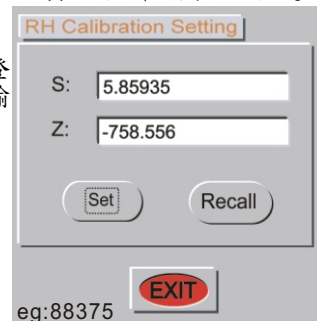 RH Calibration Setting
S: 5.85935
Z: -758.556
Set Recall
EXIT
eg:88375